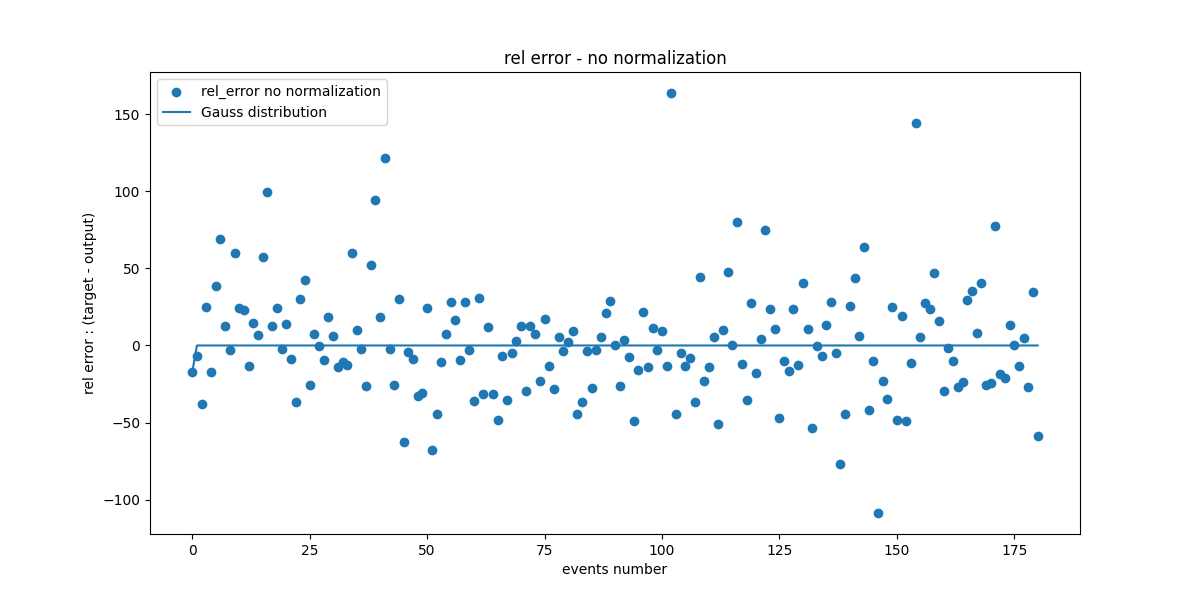 rel error - no normalization
rel_error no normalization
Gauss distribution
rel error : (target - output)
150
100
50
0
−50
−100
0 25 50 75 100 125 150 175
events number